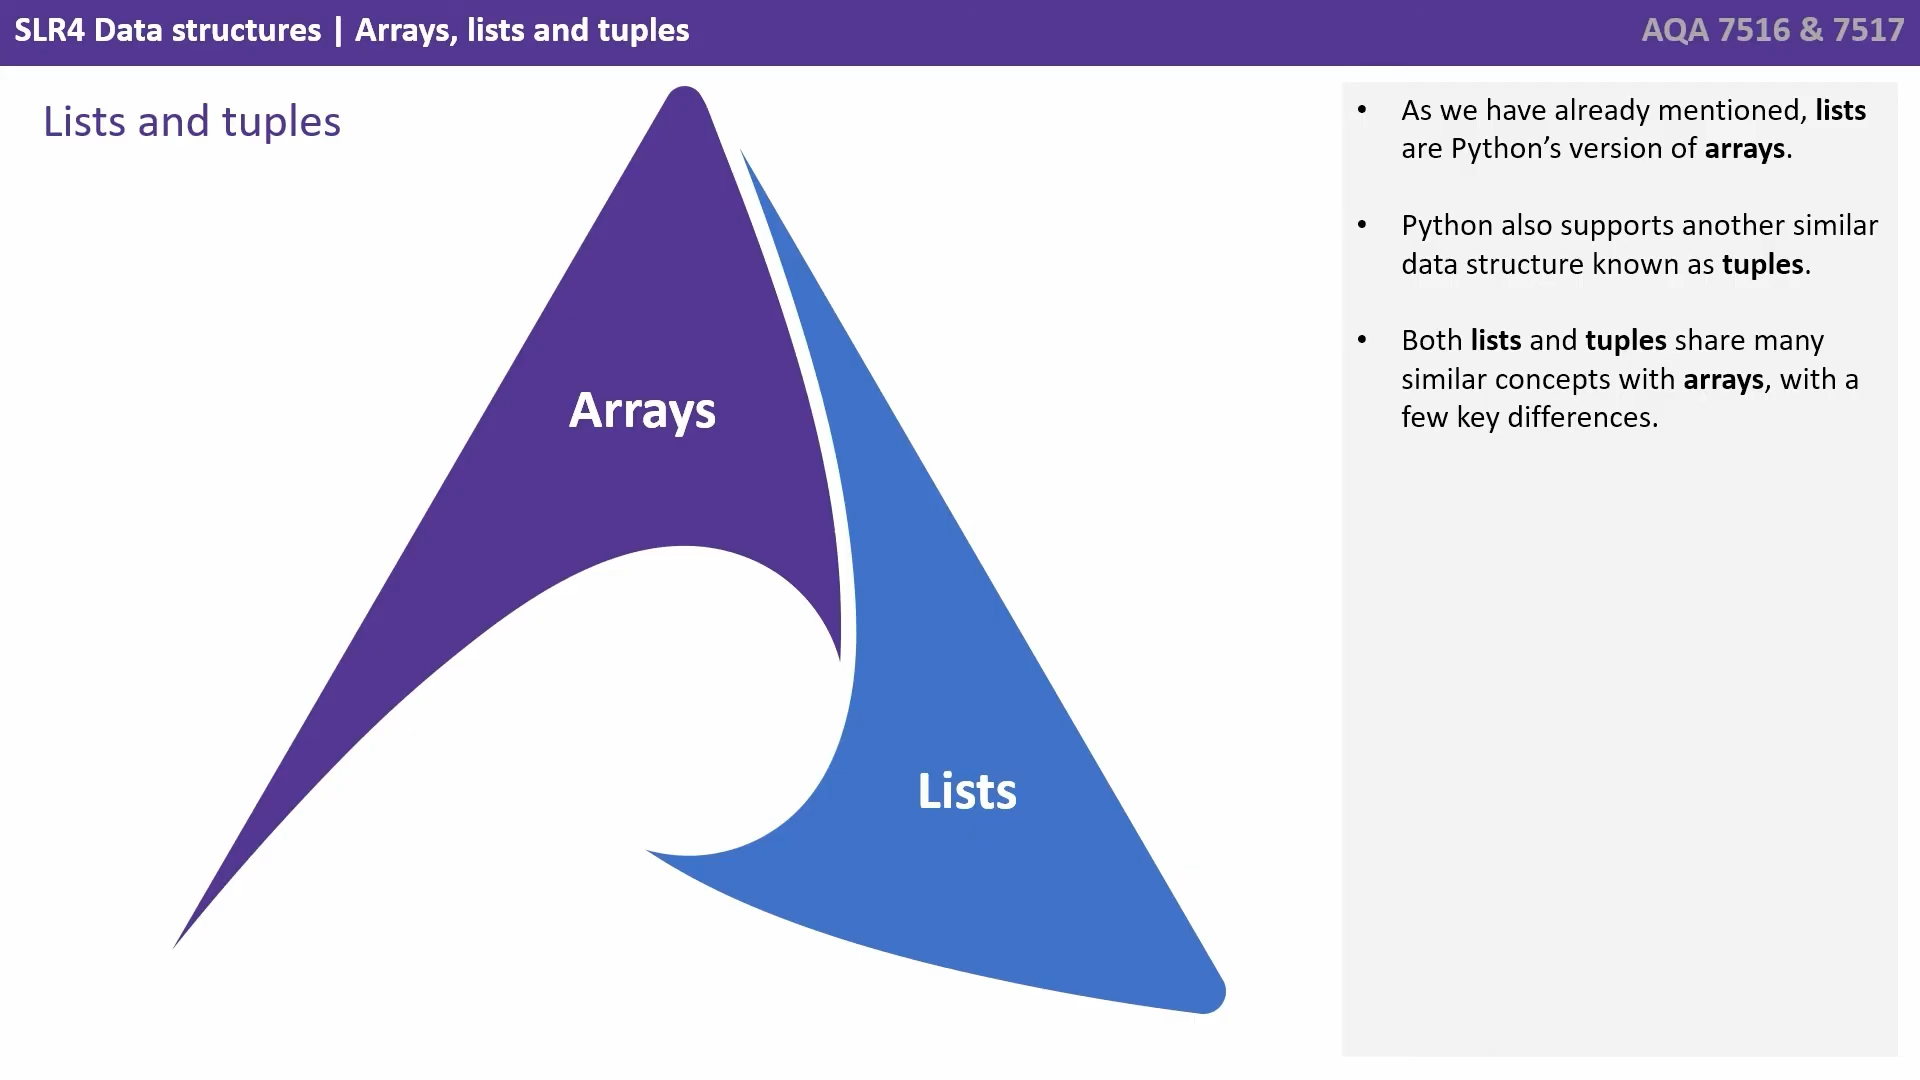 SLR4 Data structures | Arrays, lists and tuples
AQA 7516 & 7517
Lists and tuples
Arrays
Lists
• As we have already mentioned, lists
are Python’s version of arrays.
• Python also supports another similar
data structure known as tuples.
• Both lists and tuples share many
similar concepts with arrays, with a
few key differences.